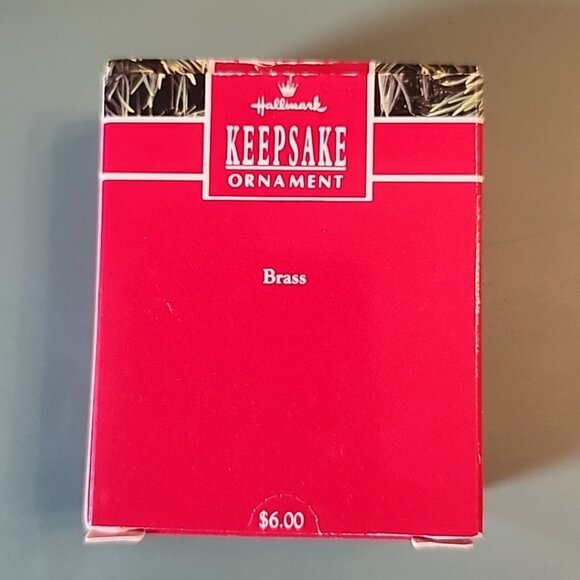 Hallmark
KEEPSAKE
ORNAMENT
Brass
$6.00